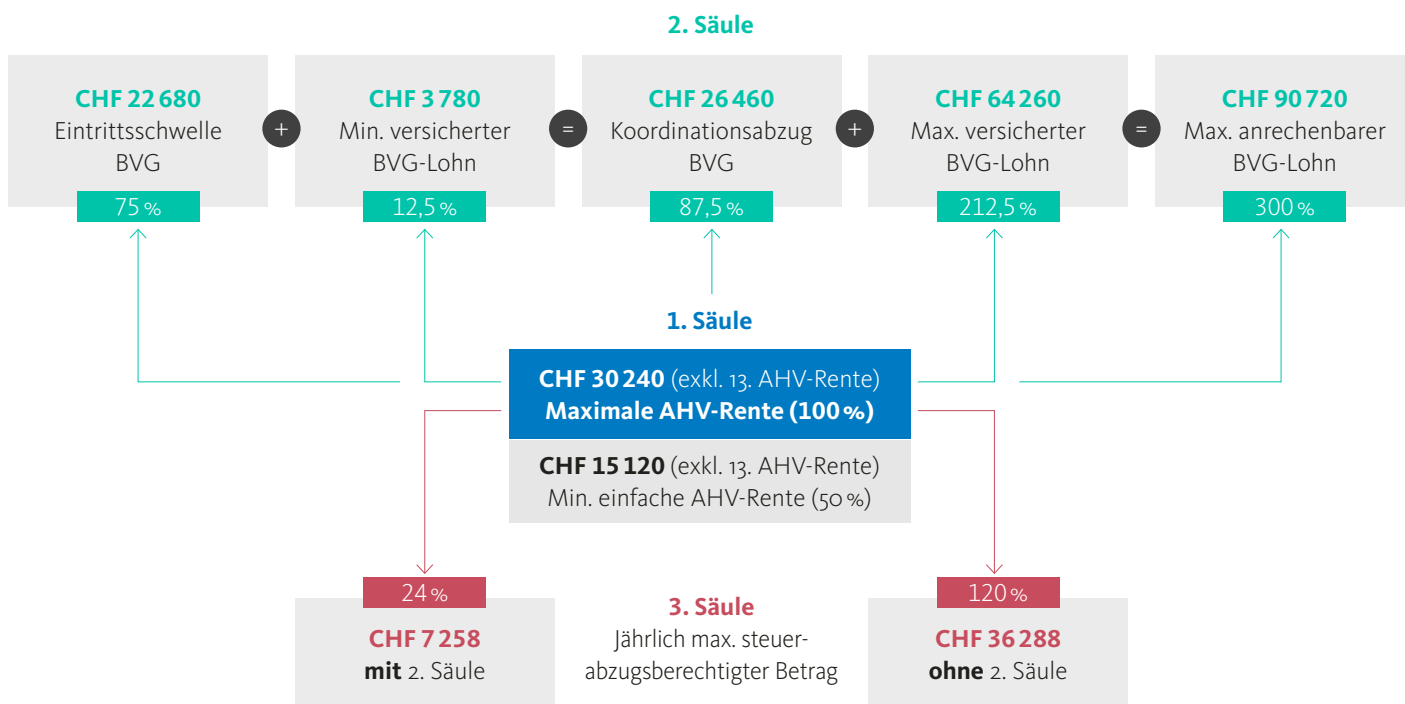 2. Säule
CHF 22 680
Eintrittsschwelle
BVG
75 %
+
CHF 3 780
Min. versicherter
BVG-Lohn
12,5 %
=
CHF 26 460
Koordinationsabzug
BVG
87,5 %
+
CHF 64 260
Max. versicherter
BVG-Lohn
212,5 %
=
CHF 90 720
Max. anrechenbarer
BVG-Lohn
300 %
1. Säule
CHF 30 240 (exkl. 13. AHV-Rente)
Maximale AHV-Rente (100 %)
CHF 15 120 (exkl. 13. AHV-Rente)
Min. einfache AHV-Rente (50 %)
24 %
CHF 7 258
mit 2. Säule
3. Säule
Jährlich max. steuer-
abzugsberechtigter Betrag
120 %
CHF 36 288
ohne 2. Säule